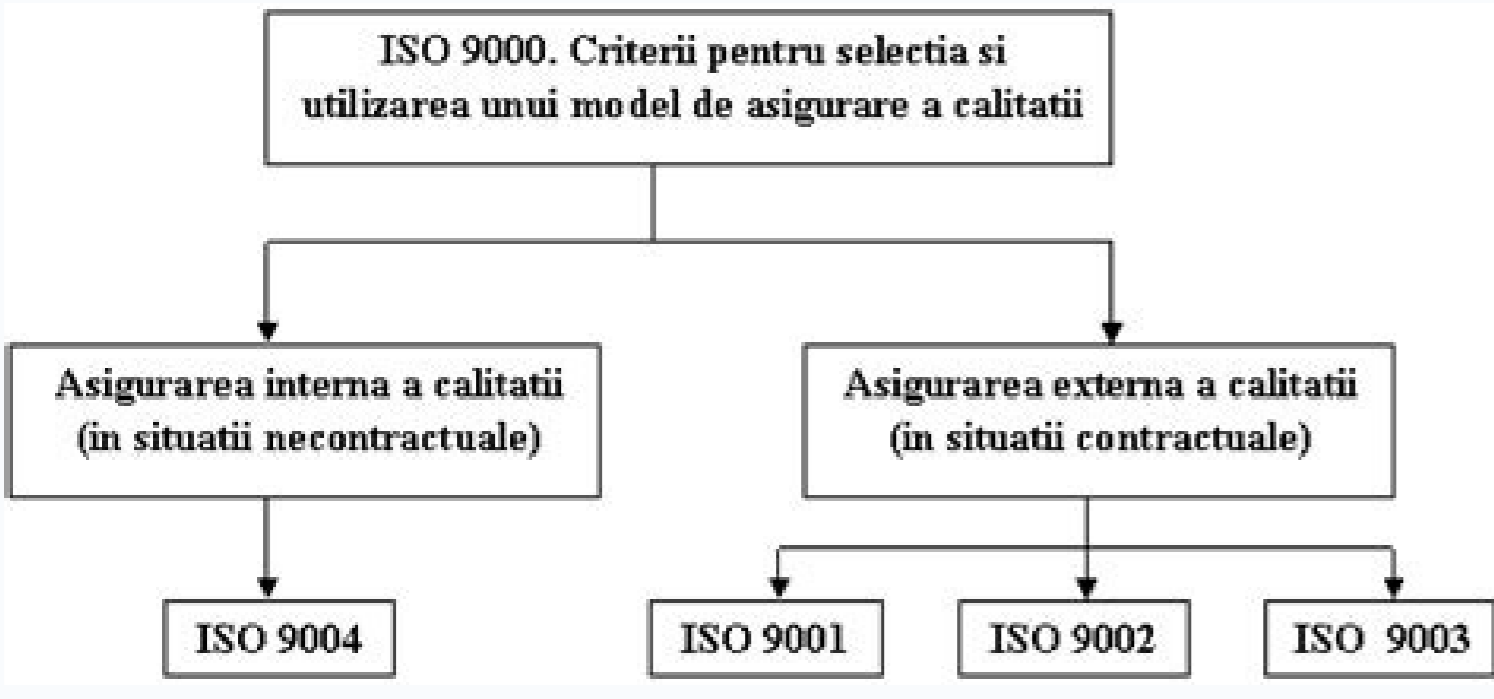 ISO 9000. Criterii pentru selectia si
utilizarea unui model de asigurare a calitatii
Asigurarea interna a calitatii
(in situatii necontractuale)
Asigurarea externa a calitatii
(in situatii contractuale)
ISO 9004
ISO 9001
ISO 9002
ISO 9003